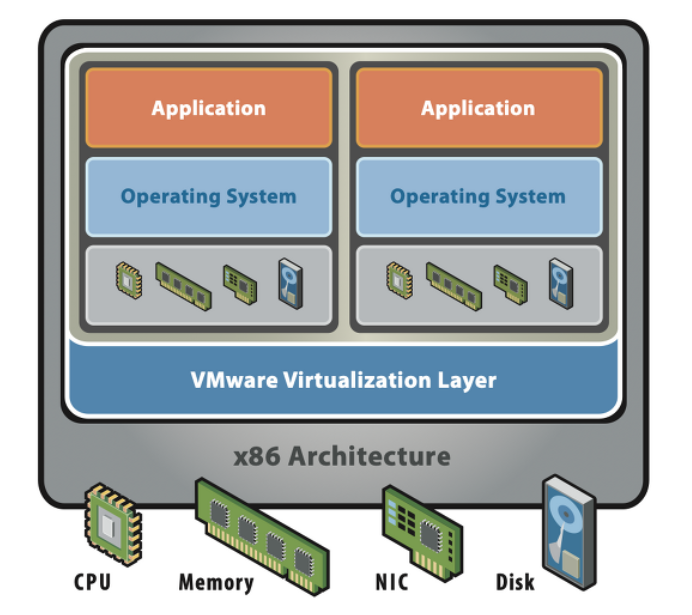 Application
Application
Operating System
Operating System
VMware Virtualization Layer
x86 Architecture
CPU
Memory
NIC
Disk